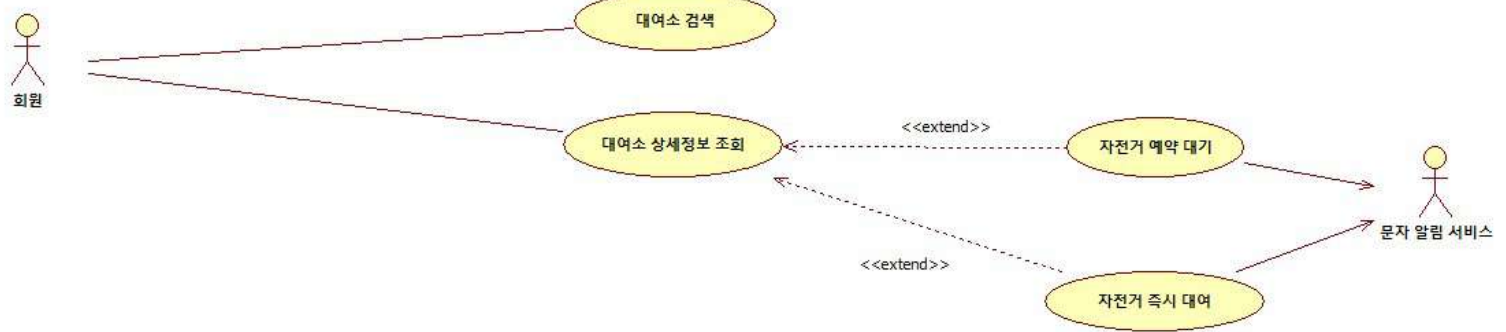 대여소 검색
회원
<<extend>>
대여소 상세정보 조회
자전거 예약 대기
문자 알림 서비스
<<extend>>
자전거 즉시 대여